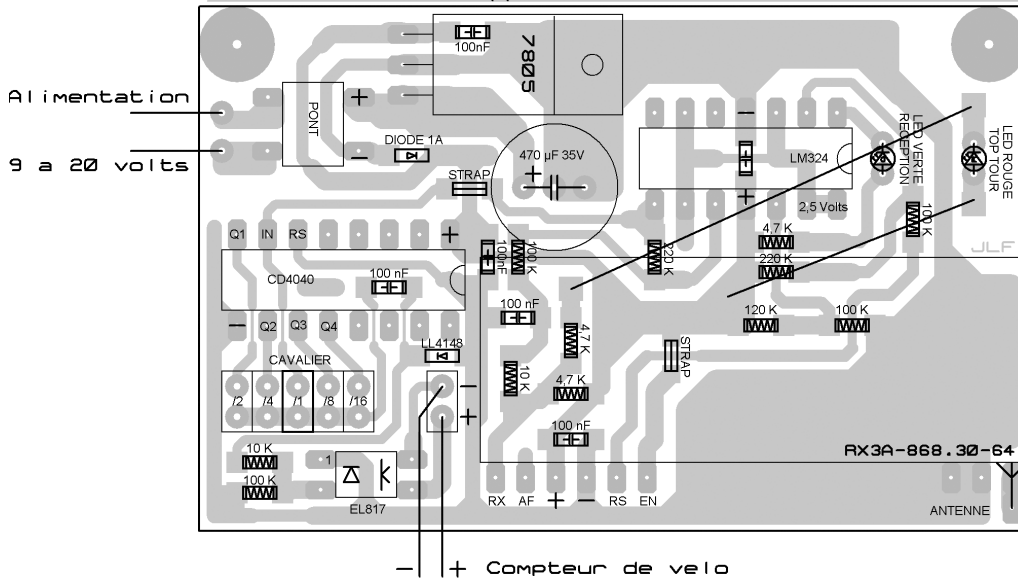 100nF
7805
Alimentation
9 a 20 volts
PONT
+
−
DIODE 1A
470 µF 35V
+
STRAP
−
LM324
+
2,5 Volts
LED VERTE
RECEPTION
LED ROUGE
TOP TOUR
100 K
4,7 K
220 K
JLF
Q1 IN RS +
CD4040
100 nF
100nF
100 K
220 K
− Q2 Q3 Q4
100 nF
120 K
100 K
LL4148
4,7 K
STRAP
CAVALIER
/2 /4 /1 /8 /16
−
+
10 K
4,7 K
100 nF
RX3A-868.30-64
10 K
100 K
1
EL817
RX AF + − RS EN
ANTENNE
− + Compteur de velo